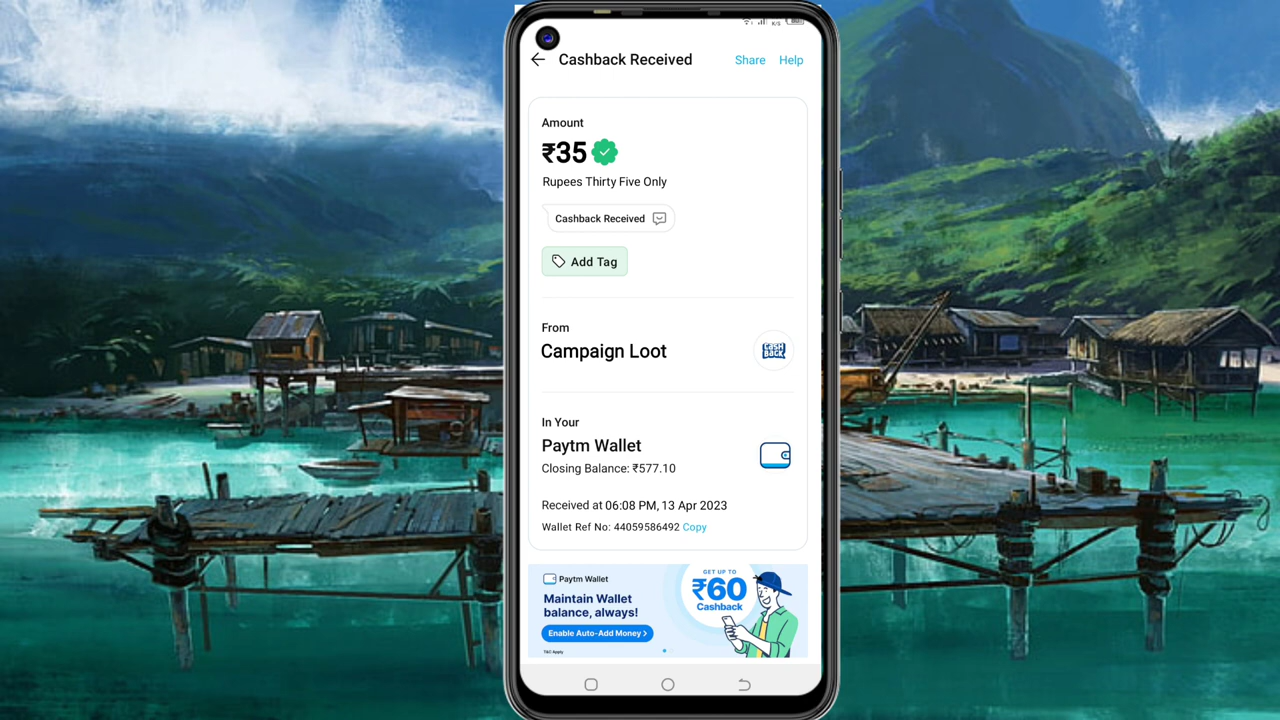 Cashback Received Share Help
Amount
₹35
Rupees Thirty Five Only
Cashback Received
Add Tag
From
Campaign Loot
CASH
BACK
In Your
Paytm Wallet
Closing Balance: ₹577.10
Received at 06:08 PM, 13 Apr 2023
Wallet Ref No: 44059586492 Copy
Paytm Wallet
Maintain Wallet
balance, always!
Enable Auto-Add Money >
T&C Apply
GET UP TO
₹60
Cashback